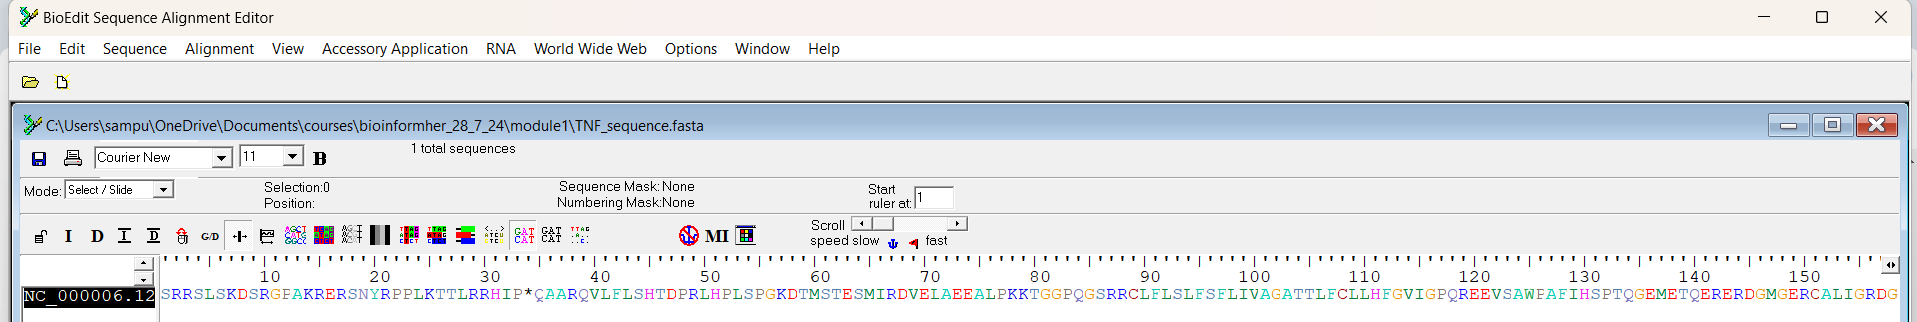 BioEdit Sequence Alignment Editor
File Edit Sequence Alignment View Accessory Application RNA World Wide Web Options Window Help
C:\Users\sampu\OneDrive\Documents\courses\bioinformher_28_7_24\module1\TNF_sequence.fasta
Courier New 11 B 1 total sequences
Mode: Select / Slide Selection:0 Sequence Mask:None Start
Position: Numbering Mask:None ruler at: 1
I D I D G/D MI Scroll
speed slow fast
10 20 30 40 50 60 70 80 90 100 110 120 130 140 150
NC_000006.12 SRRSLSKDSRGPAKRERSNYRPPLKTTLRRHIP*QAARQVLFLSHTDPRLHPLSPGKDTMSTESMIRDVELAEEALPKKTGGPQGSRRCLFLSLFSFLIVAGATTLFCLLHFGVIGPQREEVSAWPAFIHSPTQGEMETQERERDGMGERCALIGRDG